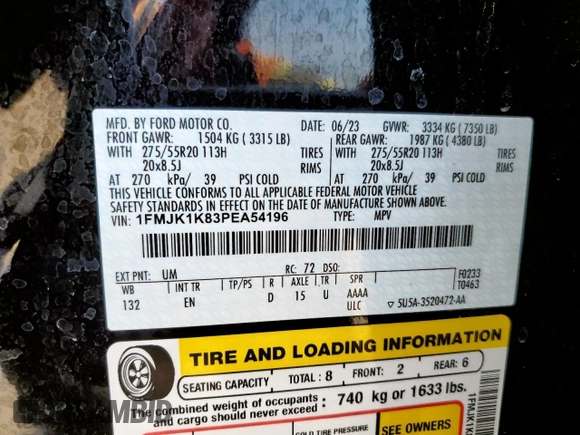 MFD. BY FORD MOTOR CO. DATE: 06/23 GVWR: 3334 KG ( 7350 LB)
FRONT GAWR: 1504 KG ( 3315 LB) REAR GAWR: 1987 KG ( 4380 LB)
WITH 275/55R20 113H TIRES WITH 275/55R20 113H TIRES
20x8.5J RIMS 20x8.5J RIMS
AT 270 kPa/ 39 PSI COLD AT 270 kPa/ 39 PSI COLD
THIS VEHICLE CONFORMS TO ALL APPLICABLE FEDERAL MOTOR VEHICLE
SAFETY STANDARDS IN EFFECT ON THE DATE OF MANUFACTURE SHOWN ABOVE.
VIN: 1FMJK1K83PEA54196 TYPE: MPV
EXT PNT: UM RC: 72 DSO: F0233
WB INT TR TP/PS R AXLE TR SPR T0463
132 EN D 15 U AAAA
ULC 5U5A-3520472-AA
TIRE AND LOADING INFORMATION
SEATING CAPACITY TOTAL : 8 FRONT: 2 REAR: 6
The combined weight of occupants
and cargo should never exceed : 740 kg or 1633 lbs.
COLD TIRE PRESSURE
SEE OWNER'S
1FMJK1K